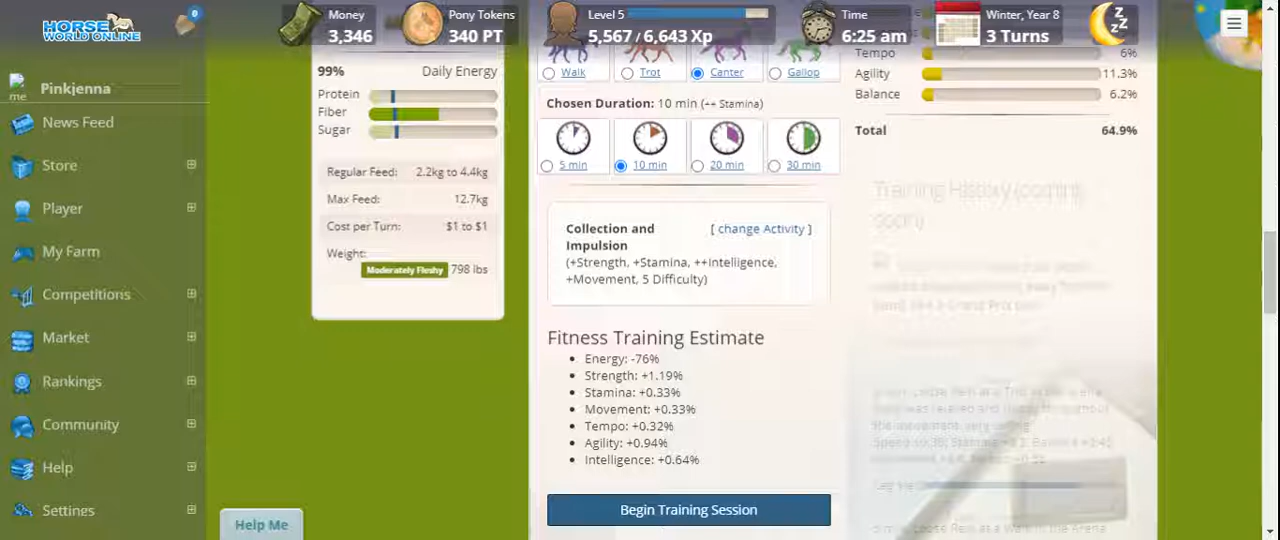 HORSE
WORLD ONLINE
0
Money
3,346
Pony Tokens
340 PT
Level 5
5,567 / 6,643 Xp
Time
6:25 am
Winter, Year 8
3 Turns
Z Z Z
me
Pinkjenna
News Feed
Store
Player
My Farm
Competitions
Market
Rankings
Community
Help
Settings
99% Daily Energy
Protein
Fiber
Sugar
Regular Feed: 2.2kg to 4.4kg
Max Feed: 12.7kg
Cost per Turn: $1 to $1
Weight:
Moderately Fleshy 798 lbs
Help Me
Walk Trot Canter Gallop
Chosen Duration: 10 min (++ Stamina)
5 min 10 min 20 min 30 min
Collection and Impulsion [ change Activity ]
(+Strength, +Stamina, ++Intelligence,
+Movement, 5 Difficulty)
Fitness Training Estimate
Energy: -76%
Strength: +1.19%
Stamina: +0.33%
Movement: +0.33%
Tempo: +0.32%
Agility: +0.94%
Intelligence: +0.64%
Begin Training Session
Tempo 6%
Agility 11.3%
Balance 6.2%
Total 64.9%
Training History (coming
soon)